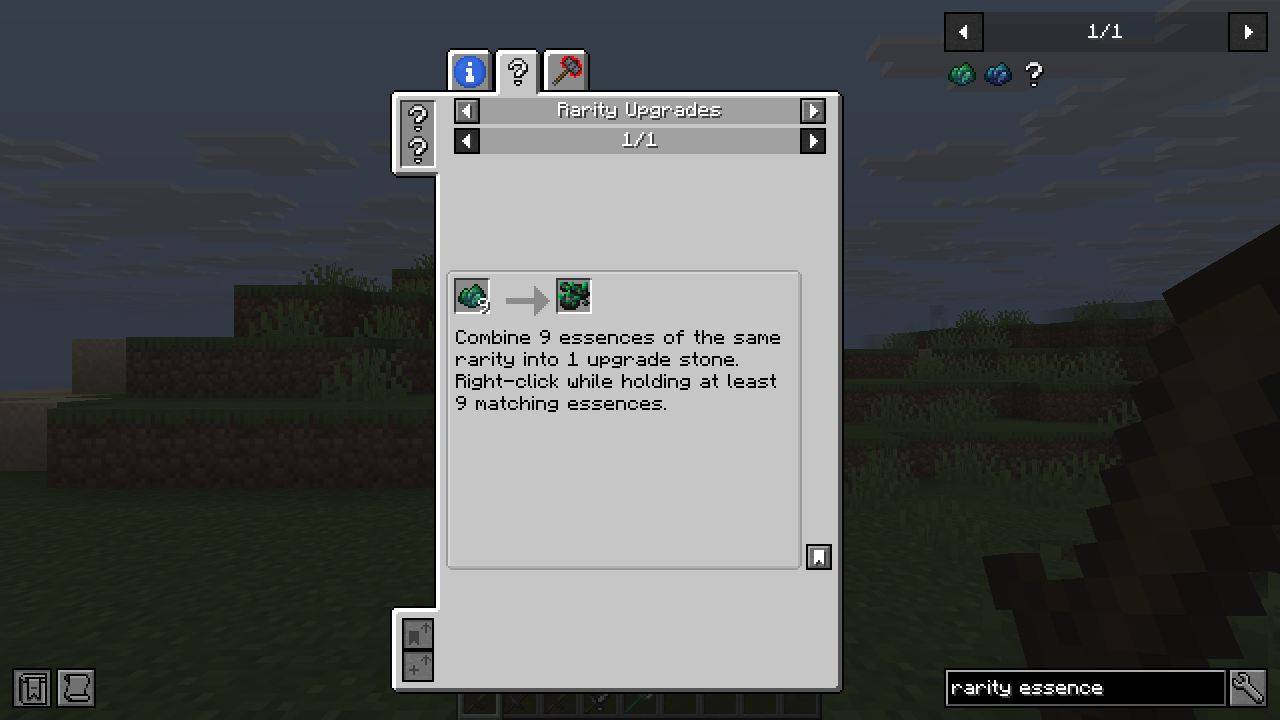 1/1
Rarity Upgrades
1/1
9
Combine 9 essences of the same
rarity into 1 upgrade stone.
Right-click while holding at least
9 matching essences.
rarity essence